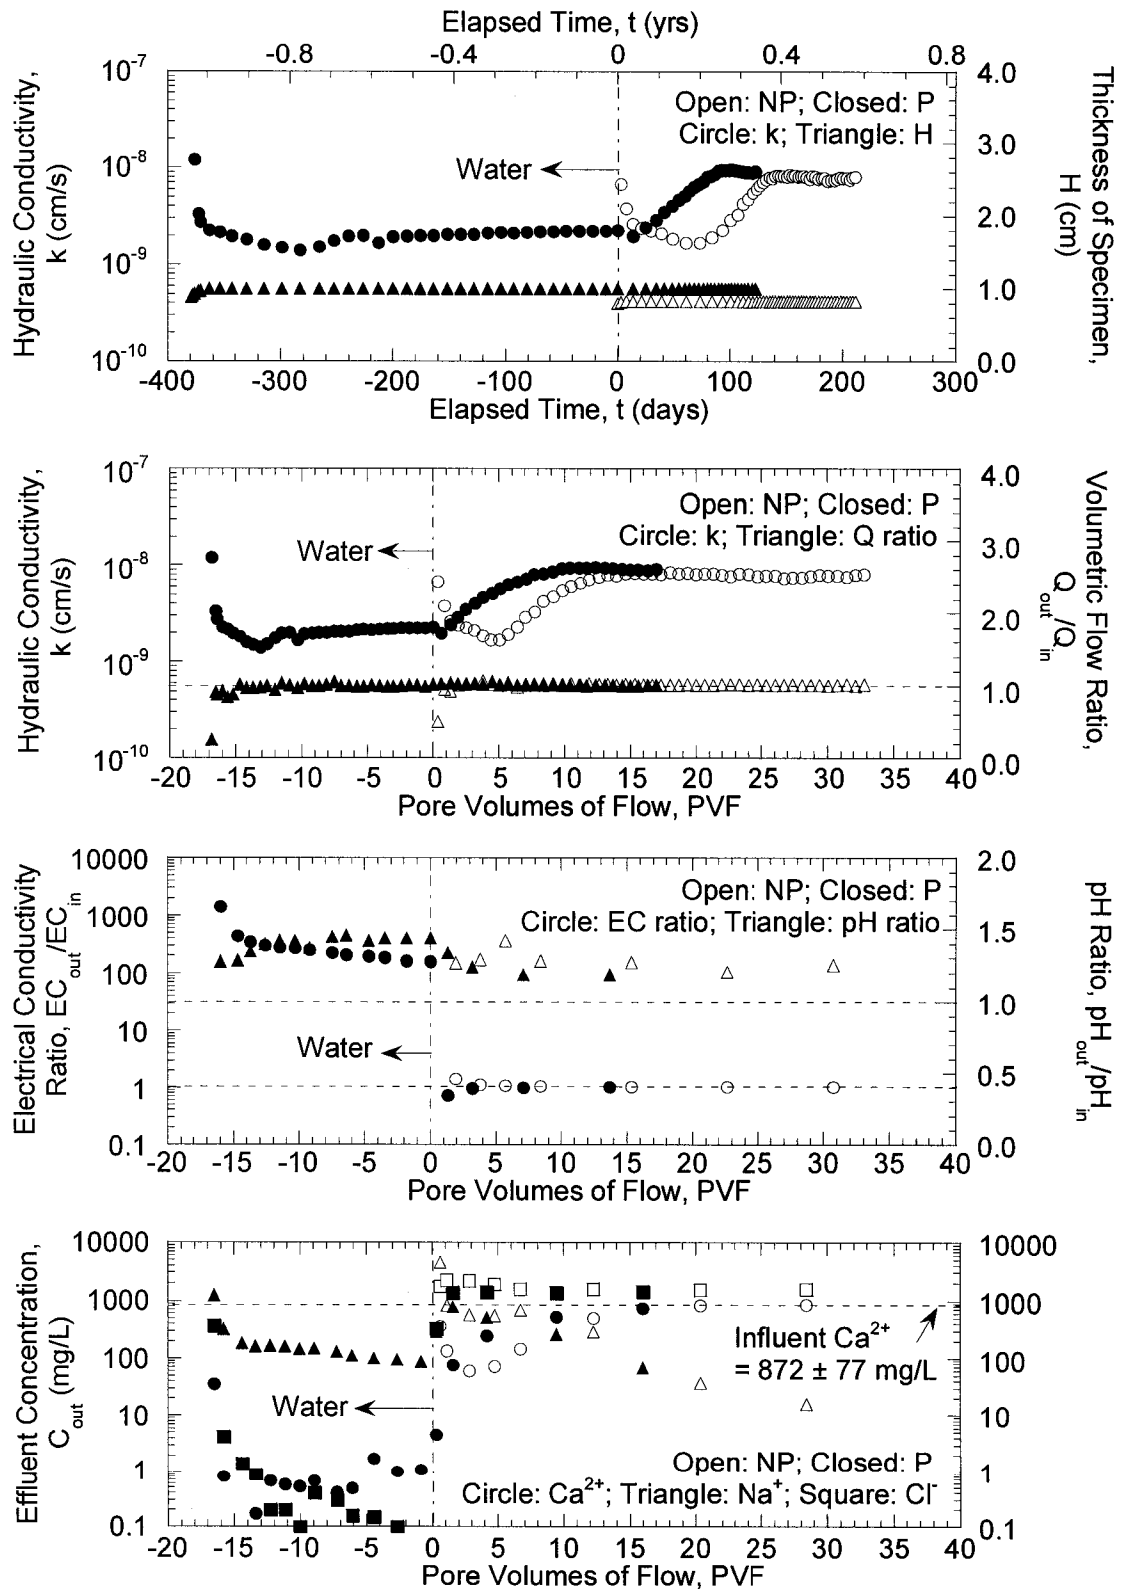 Elapsed Time, t (yrs)
-0.8 -0.4 0 0.4 0.8
10-7 10-8 10-9 10-10
Hydraulic Conductivity,
k (cm/s)
Open: NP; Closed: P
Circle: k; Triangle: H
Water
4.0 3.0 2.0 1.0 0.0
Thickness of Specimen,
H (cm)
-400 -300 -200 -100 0 100 200 300
Elapsed Time, t (days)
10-7 10-8 10-9 10-10
Hydraulic Conductivity,
k (cm/s)
Open: NP; Closed: P
Circle: k; Triangle: Q ratio
Water
4.0 3.0 2.0 1.0 0.0
Volumetric Flow Ratio,
Qout/Qin
-20 -15 -10 -5 0 5 10 15 20 25 30 35 40
Pore Volumes of Flow, PVF
10000 1000 100 10 1 0.1
Electrical Conductivity
Ratio, ECout/ECin
Open: NP; Closed: P
Circle: EC ratio; Triangle: pH ratio
Water
2.0 1.5 1.0 0.5 0.0
pH Ratio, pHout/pHin
-20 -15 -10 -5 0 5 10 15 20 25 30 35 40
Pore Volumes of Flow, PVF
10000 1000 100 10 1 0.1
Effluent Concentration,
Cout (mg/L)
Influent Ca2+
= 872 ± 77 mg/L
Water
Open: NP; Closed: P
Circle: Ca2+; Triangle: Na+; Square: Cl-
10000 1000 100 10 1 0.1
-20 -15 -10 -5 0 5 10 15 20 25 30 35 40
Pore Volumes of Flow, PVF